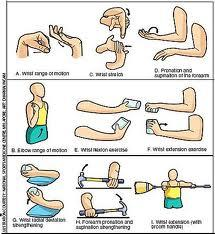 A. Wrist range of
motion
C. Wrist stretch
D. Pronation and
supination of the forearm
B. Elbow range of motion
E. Wrist flexion exercise
F. Wrist extension exercise
G. Wrist radial deviation
strengthening
H. Forearm pronation and
supination strengthening
I. Wrist extension (with
broom handle)